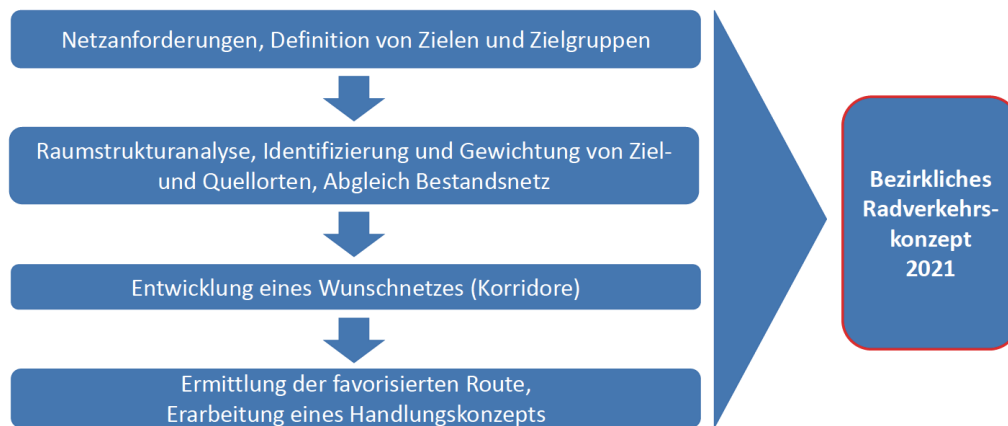 Netzanforderungen, Definition von Zielen und Zielgruppen
Raumstrukturanalyse, Identifizierung und Gewichtung von Ziel-
und Quellorten, Abgleich Bestandsnetz
Entwicklung eines Wunschnetzes (Korridore)
Ermittlung der favorisierten Route,
Erarbeitung eines Handlungskonzepts
Bezirkliches
Radverkehrs-
konzept
2021